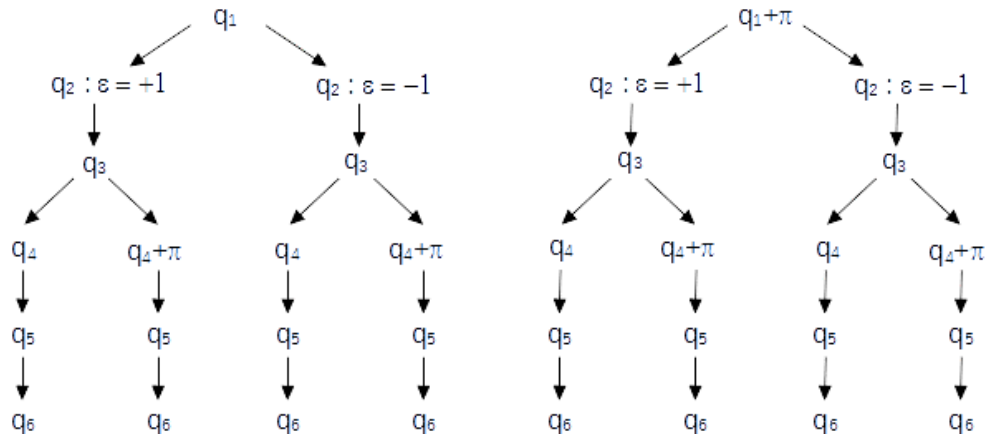 q₁ q₁+π
q₂ : ε = +1 q₂ : ε = −1 q₂ : ε = +1 q₂ : ε = −1
q₃ q₃ q₃ q₃
q₄ q₄+π q₄ q₄+π q₄ q₄+π q₄ q₄+π
q₅ q₅ q₅ q₅ q₅ q₅ q₅ q₅
q₆ q₆ q₆ q₆ q₆ q₆ q₆ q₆